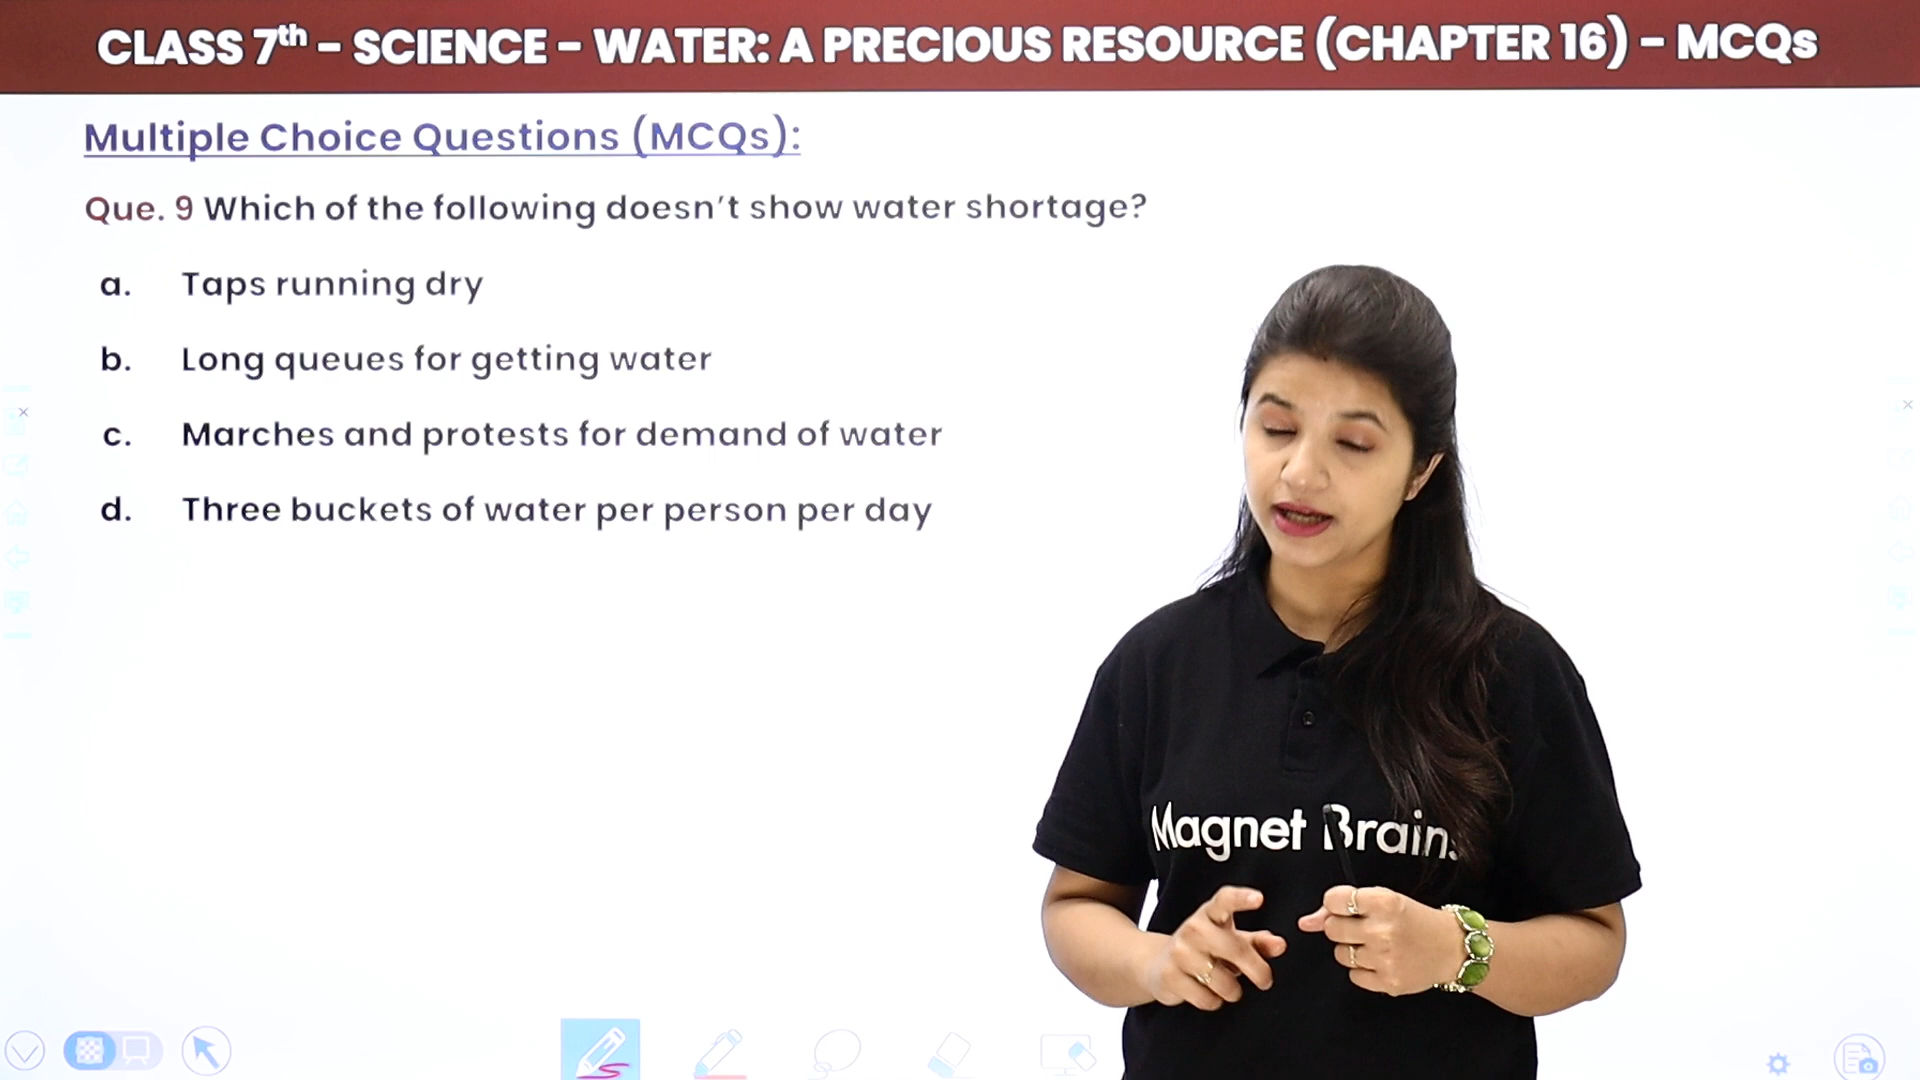 CLASS 7th – SCIENCE – WATER: A PRECIOUS RESOURCE (CHAPTER 16) – MCQs
Multiple Choice Questions (MCQs):
Que. 9 Which of the following doesn't show water shortage?
a. Taps running dry
b. Long queues for getting water
c. Marches and protests for demand of water
d. Three buckets of water per person per day
Magnet Brains